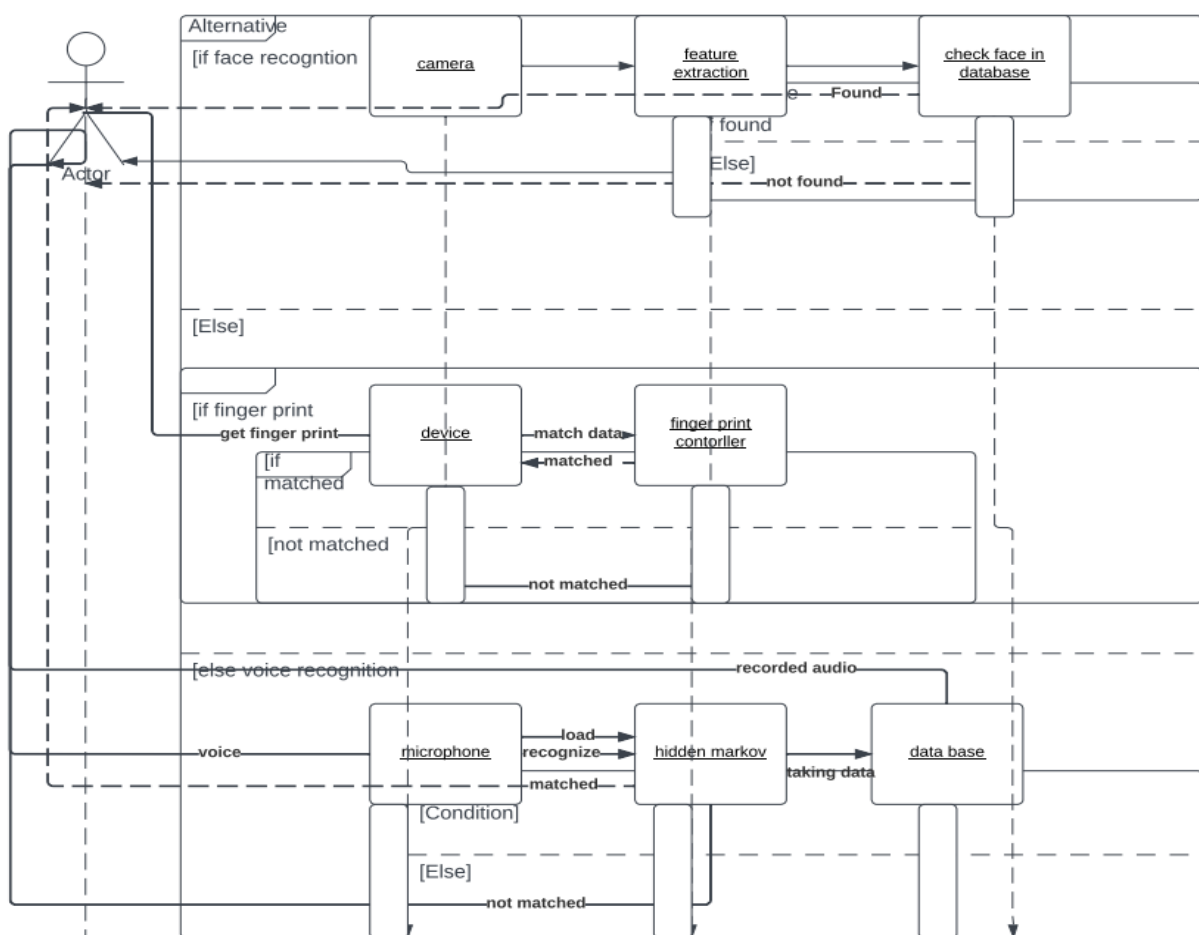 Alternative
[if face recogntion
camera
feature
extraction
check face in
database
e
Found
found
Else]
Actor
not found
[Else]
[if finger print
get finger print
device
match data
finger print
contorller
matched
[if
matched
[not matched
not matched
[else voice recognition
recorded audio
voice
microphone
load
recognize
hidden markov
taking data
data base
matched
[Condition]
[Else]
not matched